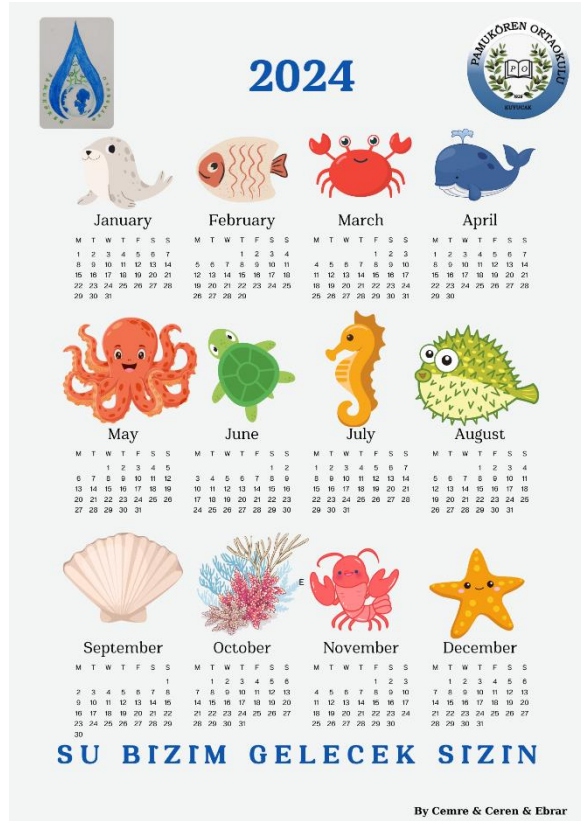 2024
PAMUKÖREN ORTAOKULU
P O
KUYUCAK
January
M T W T F S S
1 2 3 4 5 6 7
8 9 10 11 12 13 14
15 16 17 18 19 20 21
22 23 24 25 26 27 28
29 30 31
February
M T W T F S S
1 2 3 4
5 6 7 8 9 10 11
12 13 14 15 16 17 18
19 20 21 22 23 24 25
26 27 28 29
March
M T W T F S S
1 2 3
4 5 6 7 8 9 10
11 12 13 14 15 16 17
18 19 20 21 22 23 24
25 26 27 28 29 30 31
April
M T W T F S S
1 2 3 4 5 6 7
8 9 10 11 12 13 14
15 16 17 18 19 20 21
22 23 24 25 26 27 28
29 30
May
M T W T F S S
1 2 3 4 5
6 7 8 9 10 11 12
13 14 15 16 17 18 19
20 21 22 23 24 25 26
27 28 29 30 31
June
M T W T F S S
1 2
3 4 5 6 7 8 9
10 11 12 13 14 15 16
17 18 19 20 21 22 23
24 25 26 27 28 29 30
July
M T W T F S S
1 2 3 4 5 6 7
8 9 10 11 12 13 14
15 16 17 18 19 20 21
22 23 24 25 26 27 28
29 30 31
August
M T W T F S S
1 2 3 4
5 6 7 8 9 10 11
12 13 14 15 16 17 18
19 20 21 22 23 24 25
26 27 28 29 30 31
E
September
M T W T F S S
1
2 3 4 5 6 7 8
9 10 11 12 13 14 15
16 17 18 19 20 21 22
23 24 25 26 27 28 29
30
October
M T W T F S S
1 2 3 4 5 6
7 8 9 10 11 12 13
14 15 16 17 18 19 20
21 22 23 24 25 26 27
28 29 30 31
November
M T W T F S S
1 2 3
4 5 6 7 8 9 10
11 12 13 14 15 16 17
18 19 20 21 22 23 24
25 26 27 28 29 30
December
M T W T F S S
1 2 3 4 5 6
7 8 9 10 11 12 13
14 15 16 17 18 19 20
21 22 23 24 25 26 27
28 29 30 31
SU BIZIM GELECEK SIZIN
By Cemre & Ceren & Ebrar